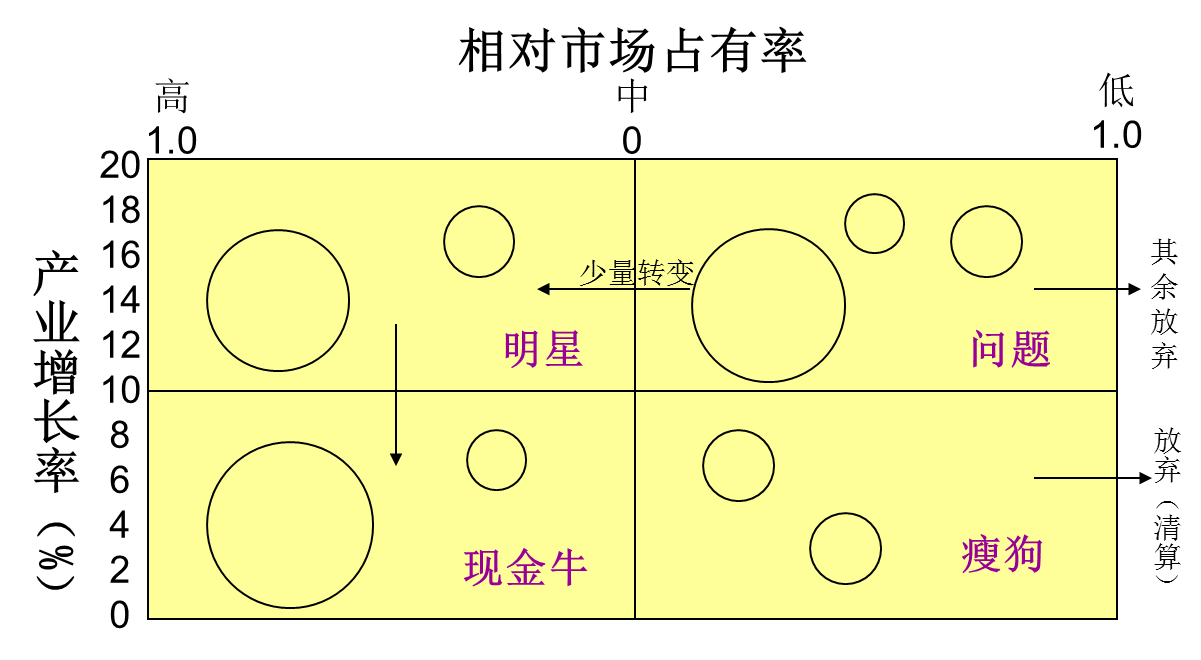 相对市场占有率
高 中 低
1.0 0 1.0
产业增长率（%）
20
18
16
14
12
10
8
6
4
2
0
少量转变
明星
问题
其余放弃
现金牛
瘦狗
放弃（清算）